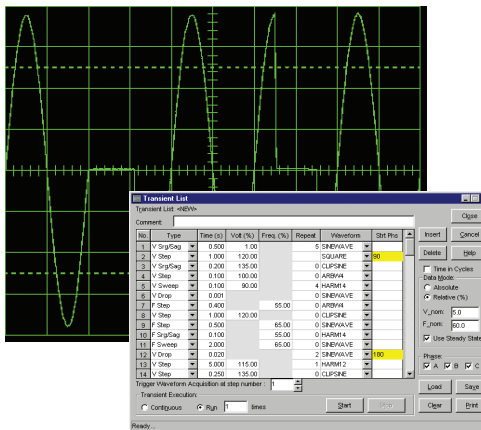 Transient List
Transient List: <NEW>
Close
Comment:
No. Type Time (s) Volt (%) Freq. (%) Repeat Waveform Strt Phs
Insert Cancel
1 V Srg/Sag 0.500 1.00 5 SINEWAVE
2 V Step 1.000 120.00 SQUARE 90
Delete Help
3 V Srg/Sag 0.200 135.00 0 CLIPSINE
4 V Step 0.100 100.00 0 ARBW4
Time in Cycles
5 V Sweep 0.100 90.00 4 HARM14
Data Mode:
Absolute
6 V Drop 0.001 0 SINEWAVE
Relative (%)
7 F Step 0.400 55.00 0 ARBW4
8 V Step 1.000 120.00 0 CLIPSINE
V_nom: 5.0
9 F Step 0.500 65.00 0 SINEWAVE
F_nom: 60.0
10 F Srg/Sag 0.100 55.00 0 HARM14
Use Steady State
11 F Sweep 2.000 65.00 0 SINEWAVE
12 V Drop 0.020 2 SINEWAVE 180
Phase:
13 V Step 5.000 115.00 1 HARM12
A B C
14 V Step 0.250 135.00 0 CLIPSINE
Trigger Waveform Acquisition at step number : 1
Load Save
Transient Execution:
Continuous Run 1 times
Start Stop
Clear Print
Ready...